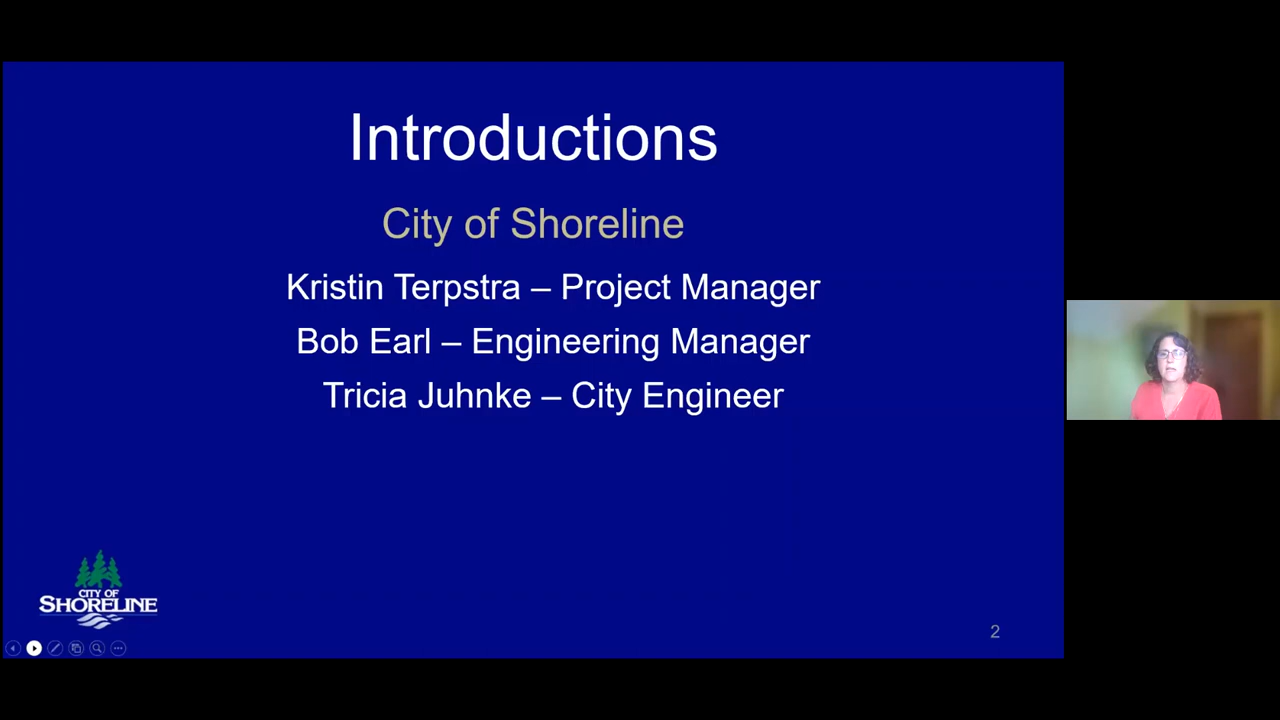 Introductions
City of Shoreline
Kristin Terpstra – Project Manager
Bob Earl – Engineering Manager
Tricia Juhnke – City Engineer
CITY OF
SHORELINE
2